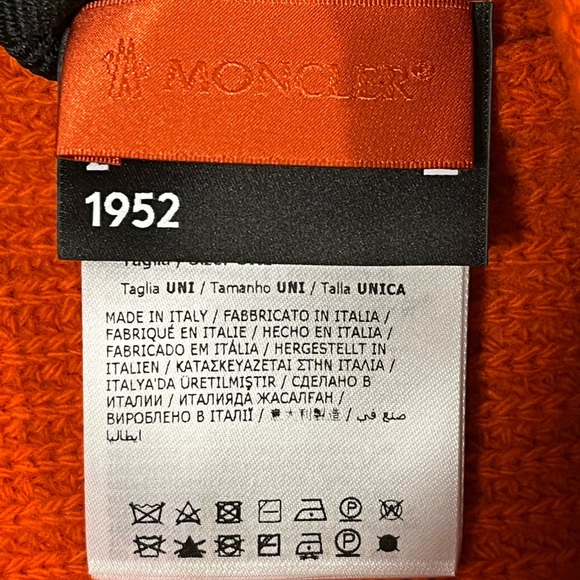 MONCLER
1952
Taglia UNI / Tamanho UNI / Talla UNICA
MADE IN ITALY / FABBRICATO IN ITALIA /
FABRIQUÉ EN ITALIE / HECHO EN ITALIA /
FABRICADO EM ITÁLIA / HERGESTELLT IN
ITALIEN / ΚΑΤΑΣΚΕΥΑΖΕΤΑΙ ΣΤΗΝ ΙΤΑΛΙΑ /
ITALYA'DA ÜRETILMIŞTIR / СДЕЛАНО В
ИТАЛИИ / ИТАЛИЯДА ЖАСАЛҒАН /
ВИРОБЛЕНО В ІТАЛІЇ / 利 造 / صنع في
ايطاليا